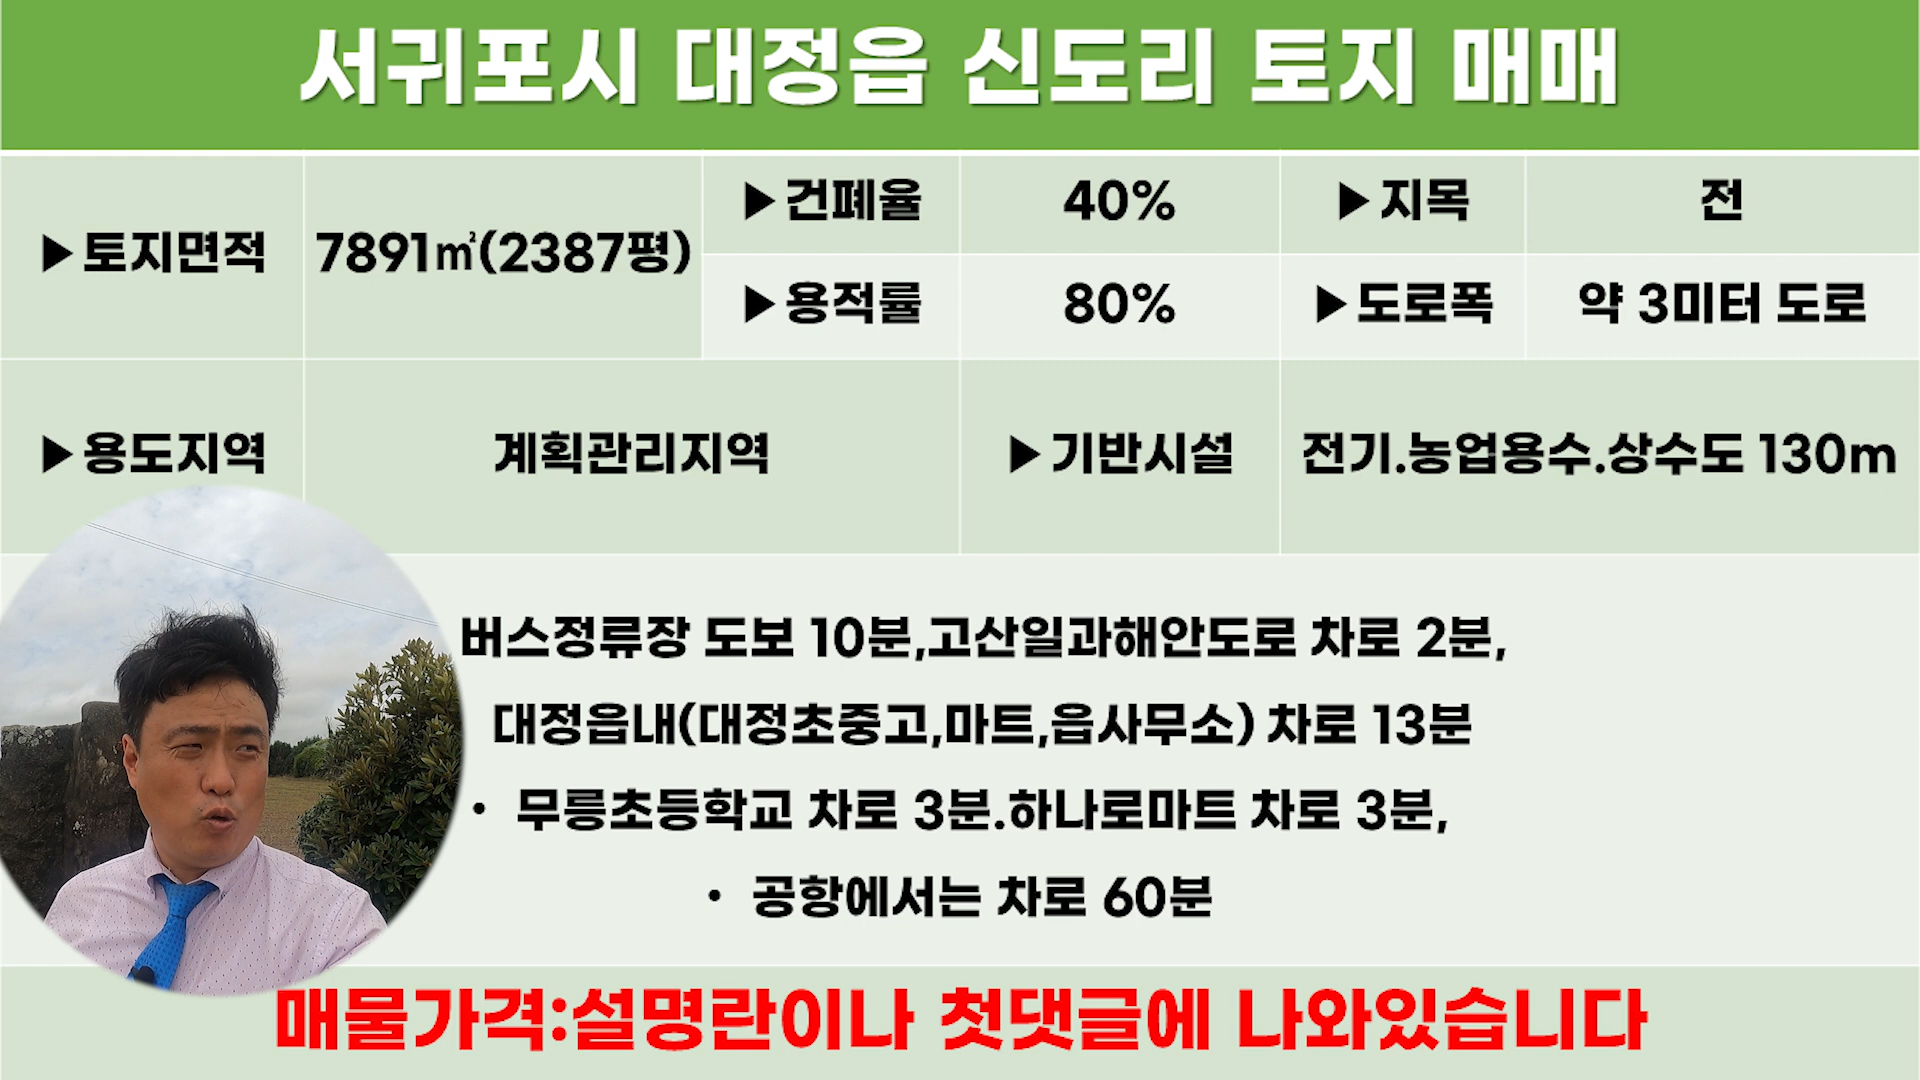 서귀포시 대정읍 신도리 토지 매매
▶토지면적 7891㎡(2387평) ▶건폐율 40% ▶지목 전
▶용적률 80% ▶도로폭 약 3미터 도로
▶용도지역 계획관리지역 ▶기반시설 전기.농업용수.상수도 130m
버스정류장 도보 10분,고산일과해안도로 차로 2분,
대정읍내(대정초중고,마트,읍사무소) 차로 13분
• 무릉초등학교 차로 3분.하나로마트 차로 3분,
• 공항에서는 차로 60분
매물가격:설명란이나 첫댓글에 나와있습니다